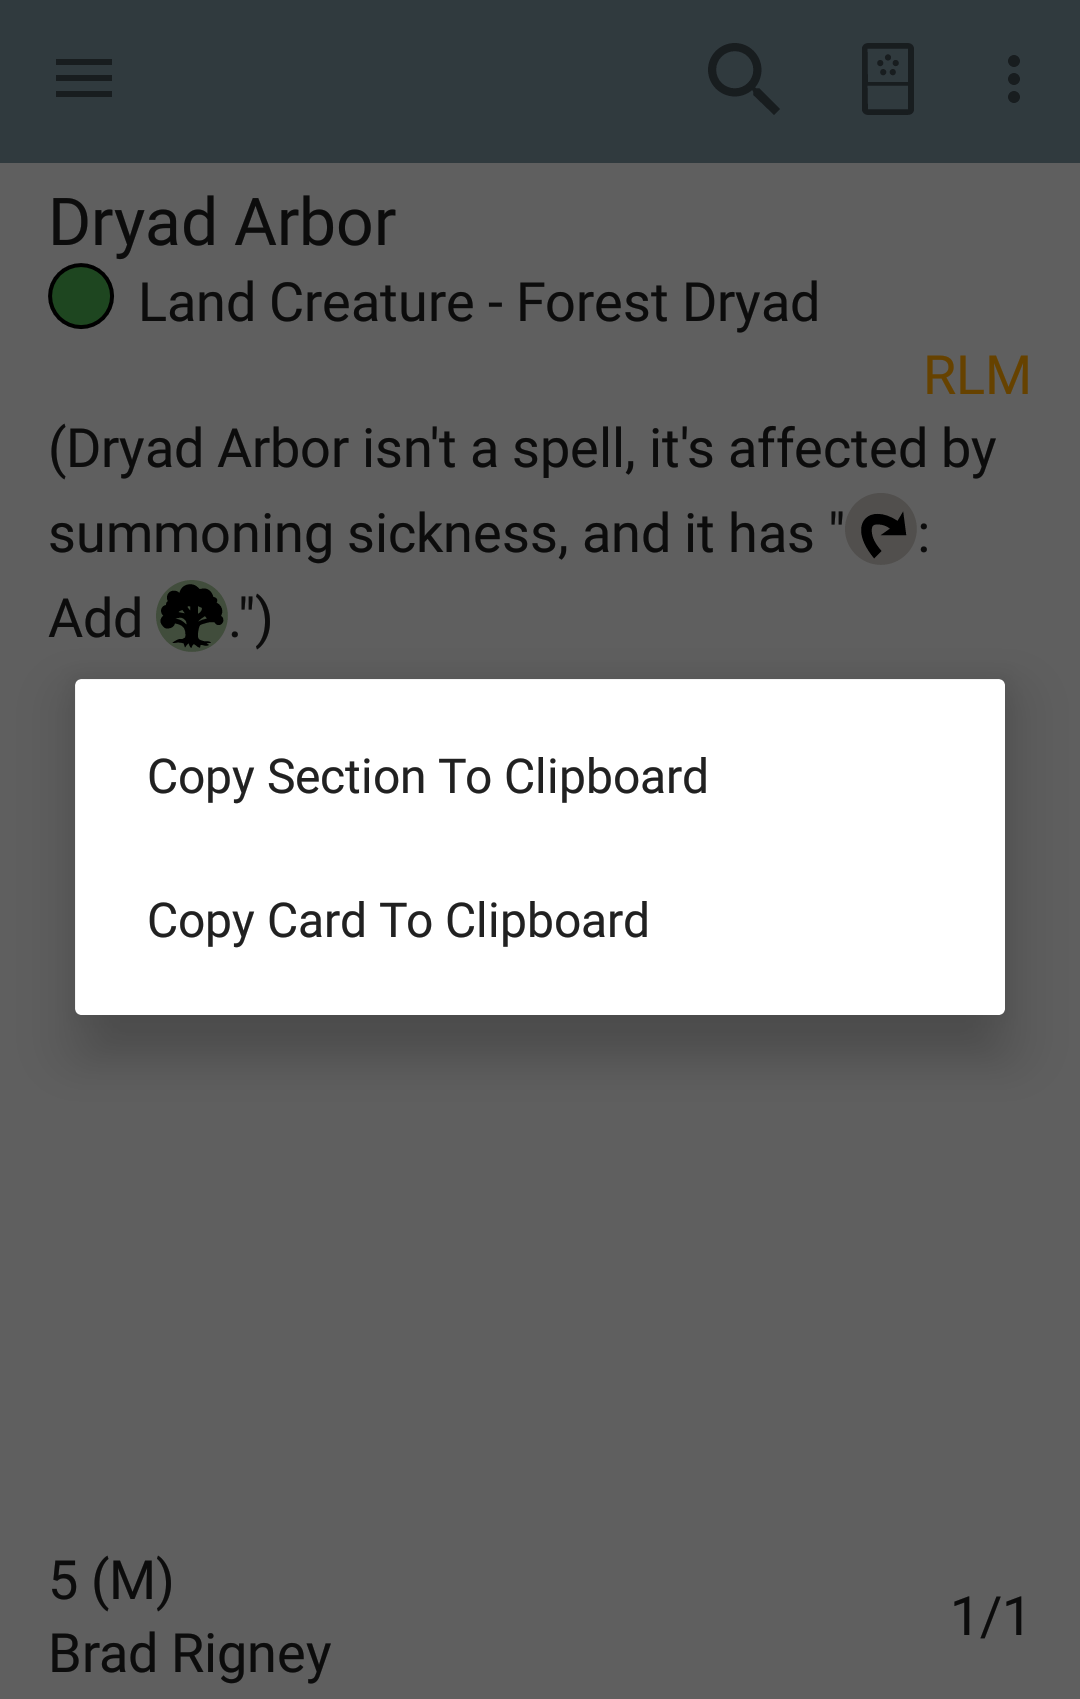 Dryad Arbor
Land Creature - Forest Dryad
RLM
(Dryad Arbor isn't a spell, it's affected by
summoning sickness, and it has " :
Add .")
Copy Section To Clipboard
Copy Card To Clipboard
5 (M)
1/1
Brad Rigney